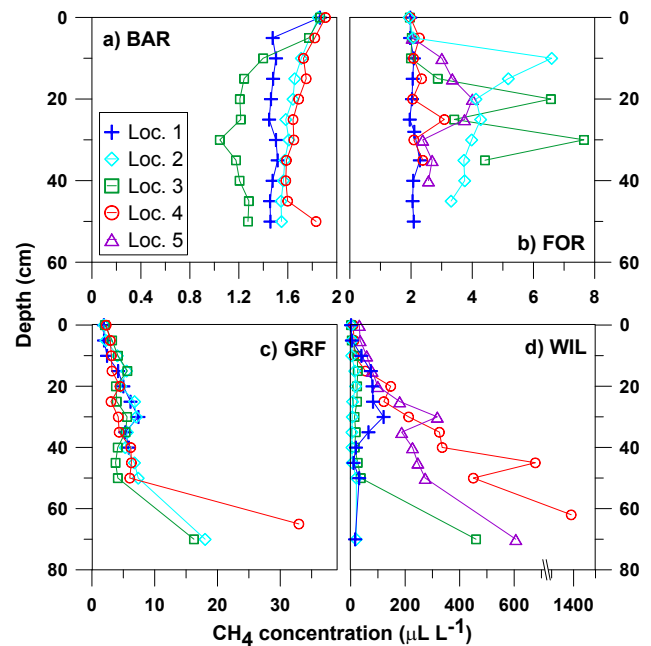 0
0
a) BAR
20
20
Loc. 1
Loc. 2
Loc. 3
Loc. 4
Loc. 5
40
40
b) FOR
60
60
0 0.4 0.8 1.2 1.6 2 0 2 4 6 8
Depth (cm)
0
0
c) GRF
d) WIL
20
20
40
40
60
60
80
80
0 10 20 30 0 200 400 600 1400
CH4 concentration (µL L-1)